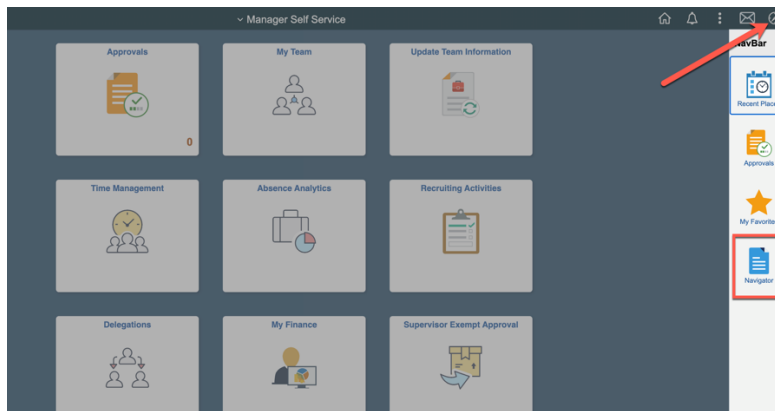 Manager Self Service
NavBar
Approvals
My Team
Update Team Information
0
Recent Place
Approvals
Time Management
Absence Analytics
Recruiting Activities
My Favorite
Navigator
Delegations
My Finance
Supervisor Exempt Approval